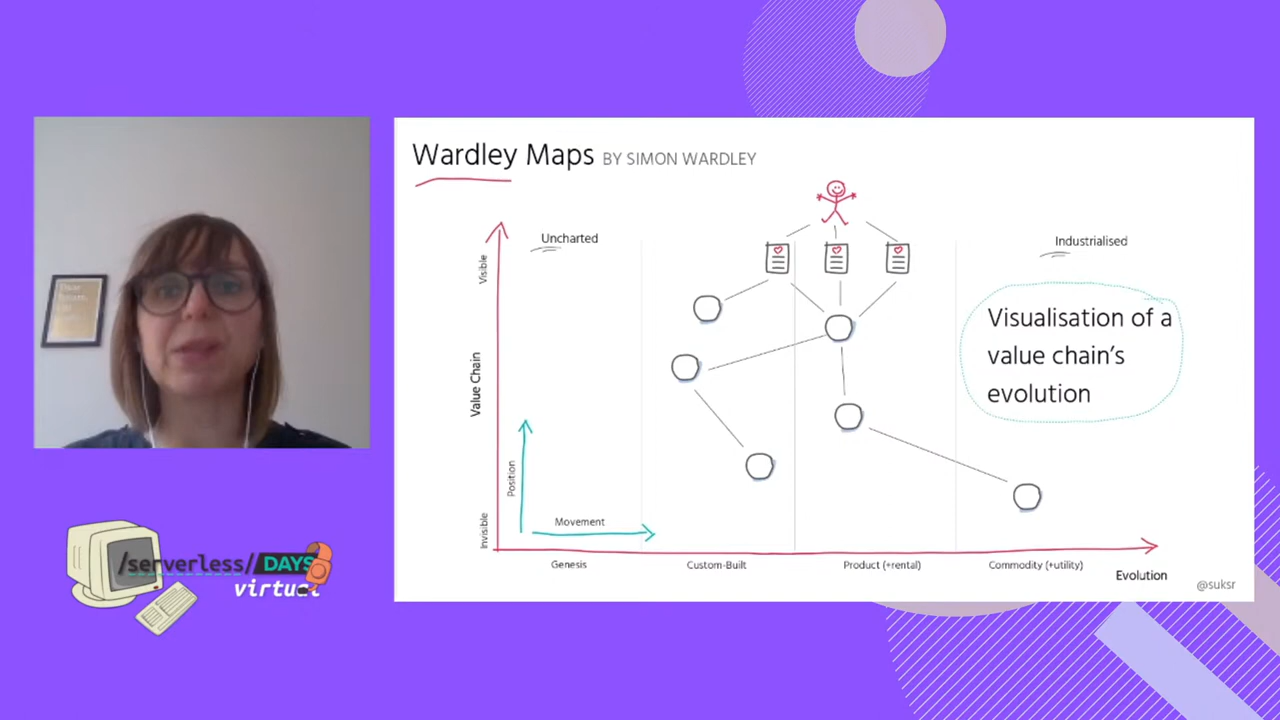 Wardley Maps BY SIMON WARDLEY
Uncharted
Industrialised
Visible
Value Chain
Invisible
Position
Movement
Visualisation of a
value chain's
evolution
Genesis
Custom-Built
Product (+rental)
Commodity (+utility)
Evolution
@suksr
/serverless/DAYS
virtual